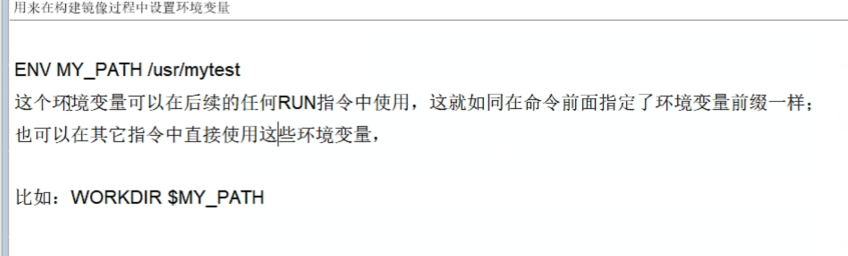 用来在构建镜像过程中设置环境变量
ENV MY_PATH /usr/mytest
这个环境变量可以在后续的任何RUN指令中使用，这就如同在命令前面指定了环境变量前缀一样；
也可以在其它指令中直接使用这些环境变量，
比如：WORKDIR $MY_PATH